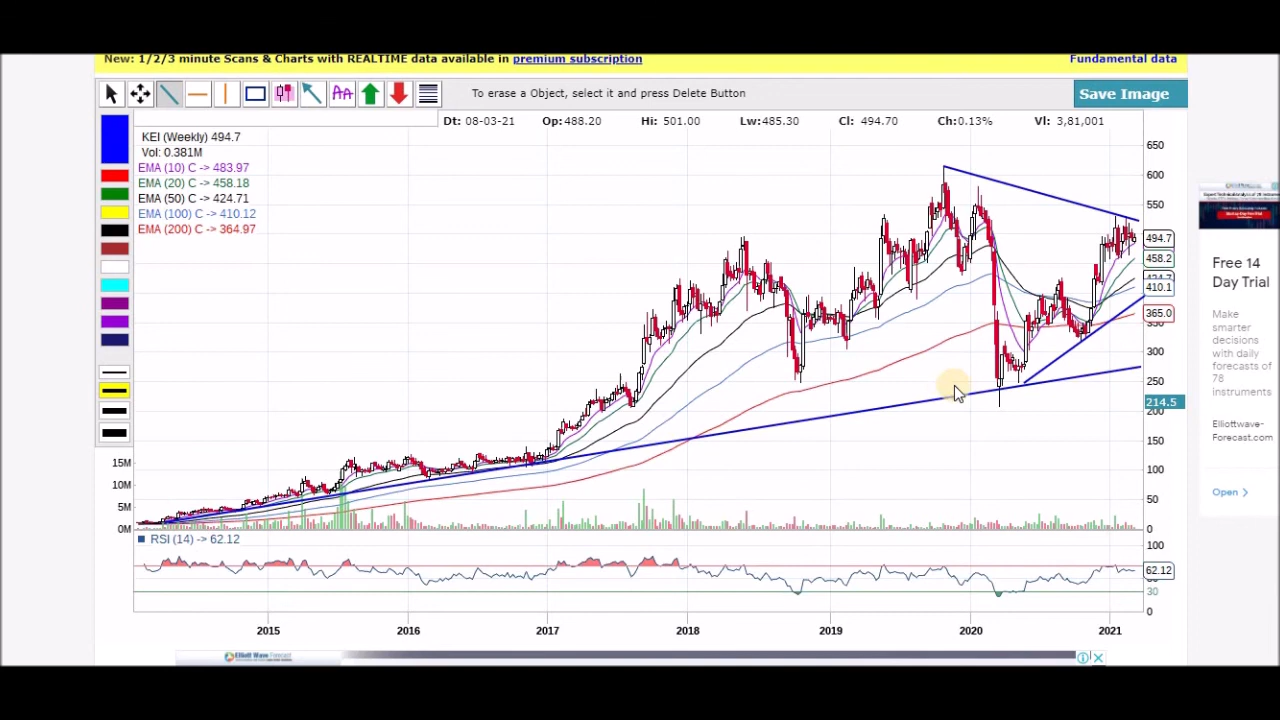 New: 1/2/3 minute Scans & Charts with REALTIME data available in premium subscription
Fundamental data
To erase a Object, select it and press Delete Button
Save Image
Dt: 08-03-21 Op:488.20 Hi: 501.00 Lw:485.30 Cl: 494.70 Ch:0.13% Vl: 3,81,001
KEI (Weekly) 494.7
Vol: 0.381M
EMA (10) C -> 483.97
EMA (20) C -> 458.18
EMA (50) C -> 424.71
EMA (100) C -> 410.12
EMA (200) C -> 364.97
650
600
550
494.7
458.2
410.1
365.0
350
300
250
214.5
200
150
100
50
0
15M
10M
5M
0M
RSI (14) -> 62.12
100
62.12
30
0
2015 2016 2017 2018 2019 2020 2021
Free 14
Day Trial
Make
smarter
decisions
with daily
forecasts of
78
instruments
Elliottwave-
Forecast.com
Open
Elliott Wave Forecast